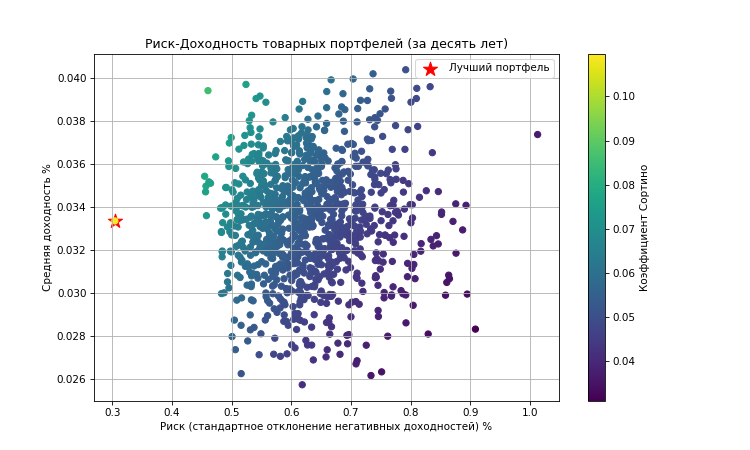 Риск-Доходность товарных портфелей (за десять лет)
Лучший портфель
Средняя доходность %
0.040
0.038
0.036
0.034
0.032
0.030
0.028
0.026
0.3 0.4 0.5 0.6 0.7 0.8 0.9 1.0
Риск (стандартное отклонение негативных доходностей) %
0.10
0.09
0.08
0.07
0.06
0.05
0.04
Коэффициент Сортино